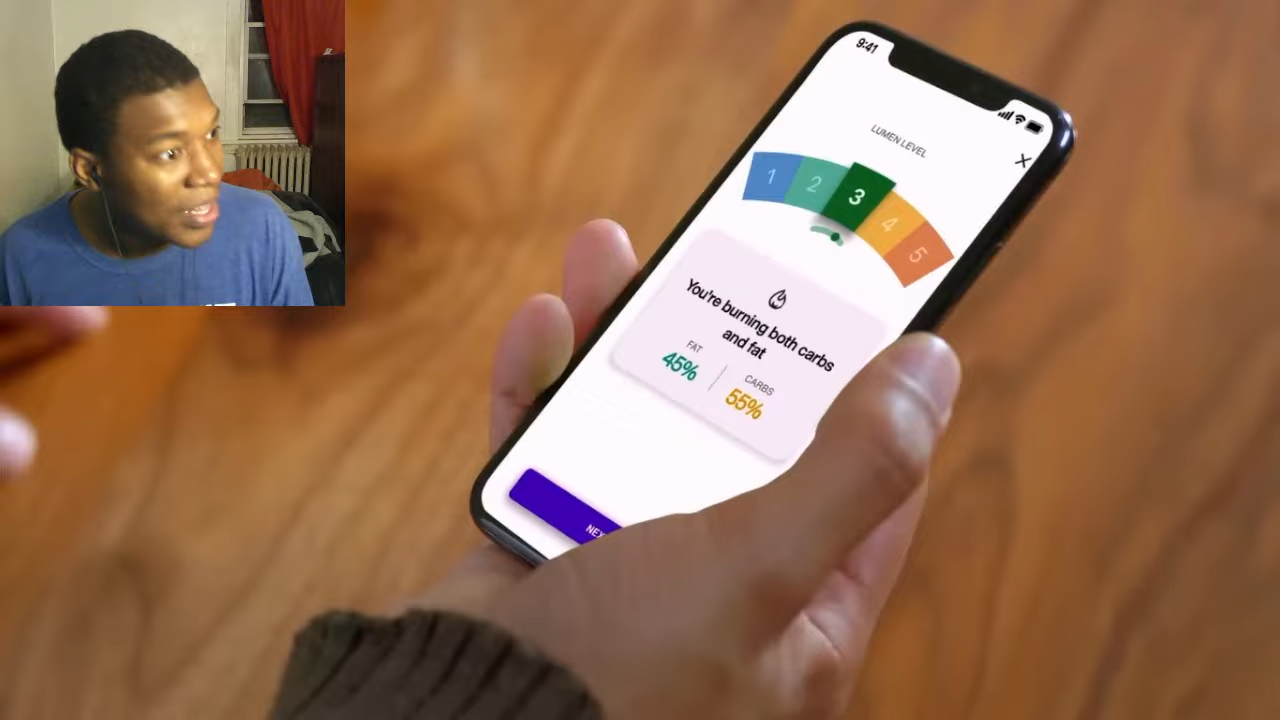 9:41
LUMEN LEVEL
1 2 3 4 5
You're burning both carbs
and fat
FAT
45%
CARBS
55%